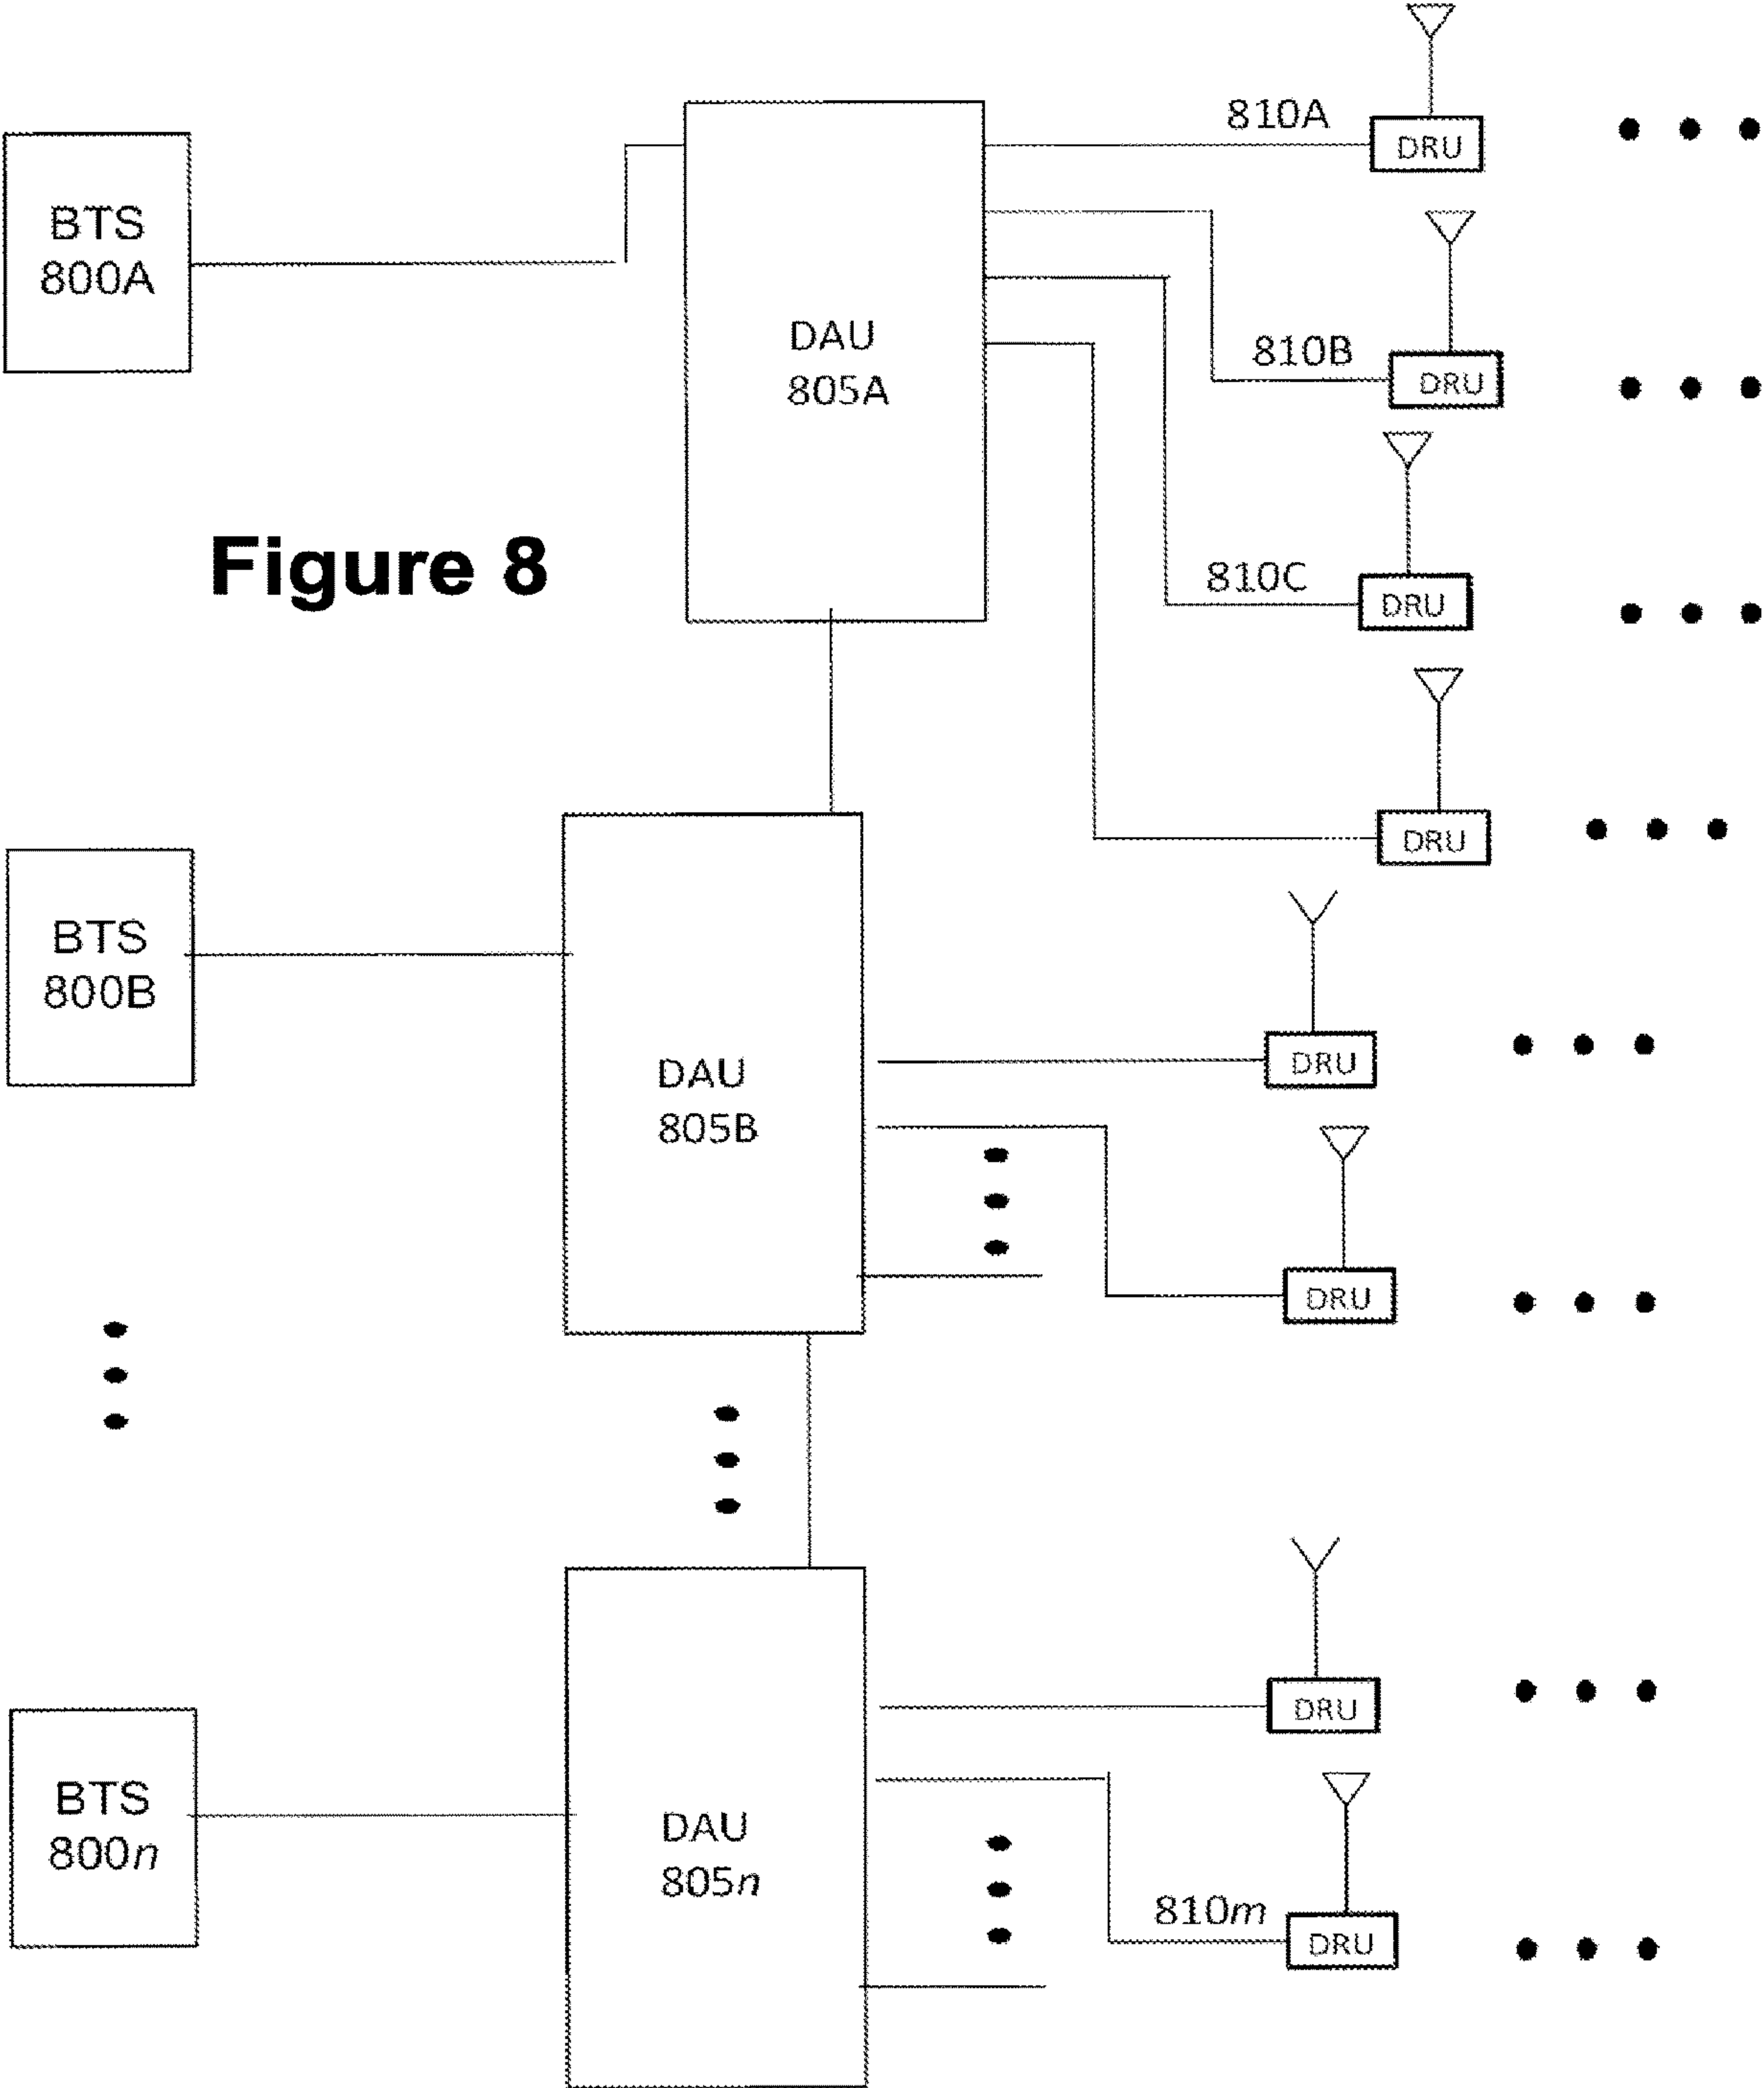 810A
DRU
BTS
800A
DAU
805A
810B
DRU
Figure 8
810C
DRU
DRU
BTS
800B
DAU
805B
DRU
DRU
DRU
BTS
800n
DAU
805n
810m
DRU